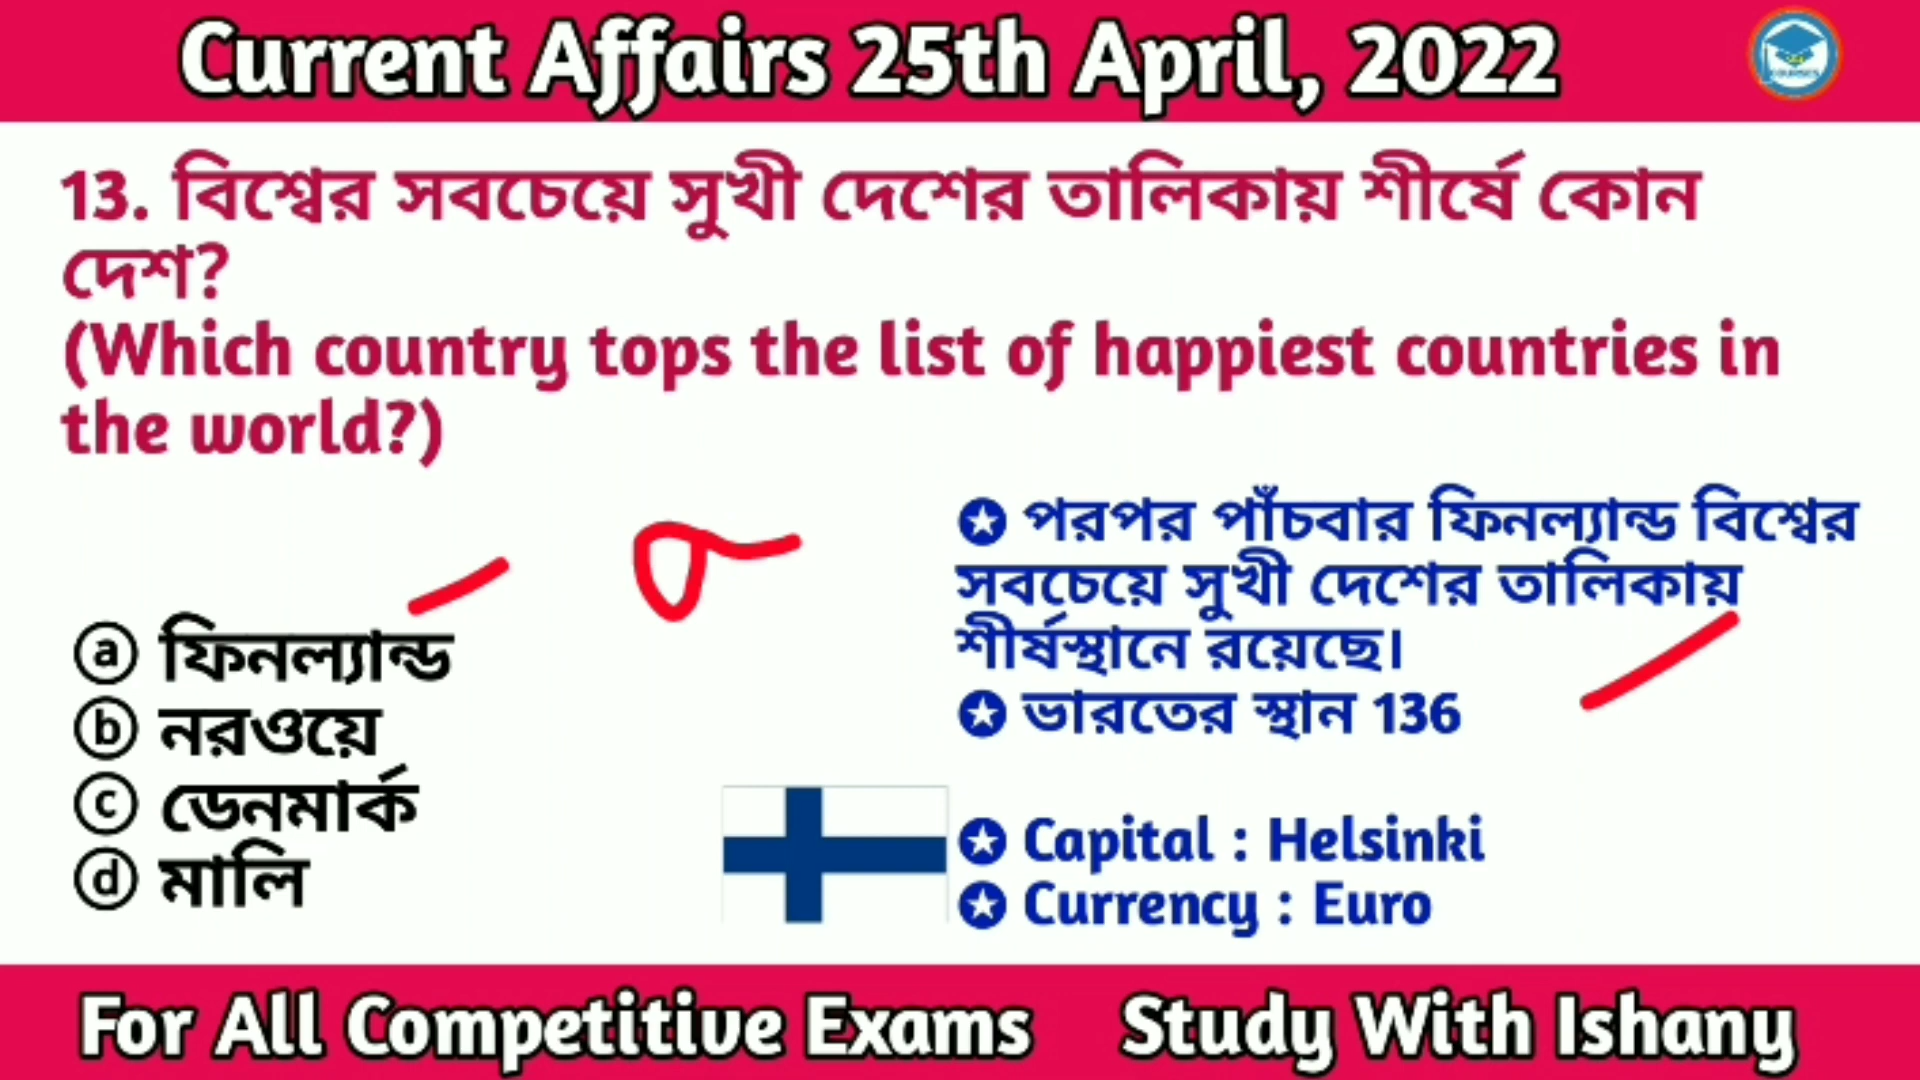 Current Affairs 25th April, 2022
COURSES
13. বিশ্বের সবচেয়ে সুখী দেশের তালিকায় শীর্ষে কোন
দেশ?
(Which country tops the list of happiest countries in
the world?)
ⓐ ফিনল্যান্ড
ⓑ নরওয়ে
ⓒ ডেনমার্ক
ⓓ মালি
✪ পরপর পাঁচবার ফিনল্যান্ড বিশ্বের
সবচেয়ে সুখী দেশের তালিকায়
শীর্ষস্থানে রয়েছে।
✪ ভারতের স্থান 136
✪ Capital : Helsinki
✪ Currency : Euro
For All Competitive Exams Study With Ishany